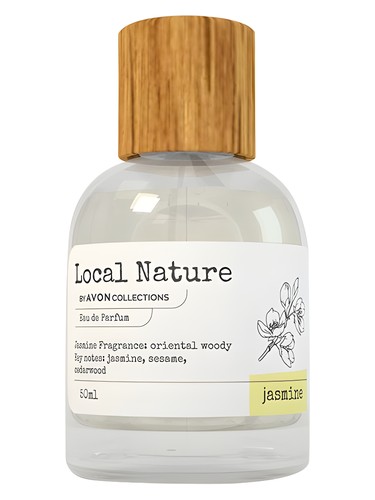 Local Nature
BY AVON COLLECTIONS
Eau de Parfum
Jasmine Fragrance: oriental woody
Key notes: jasmine, sesame,
cedarwood
50ml
jasmine